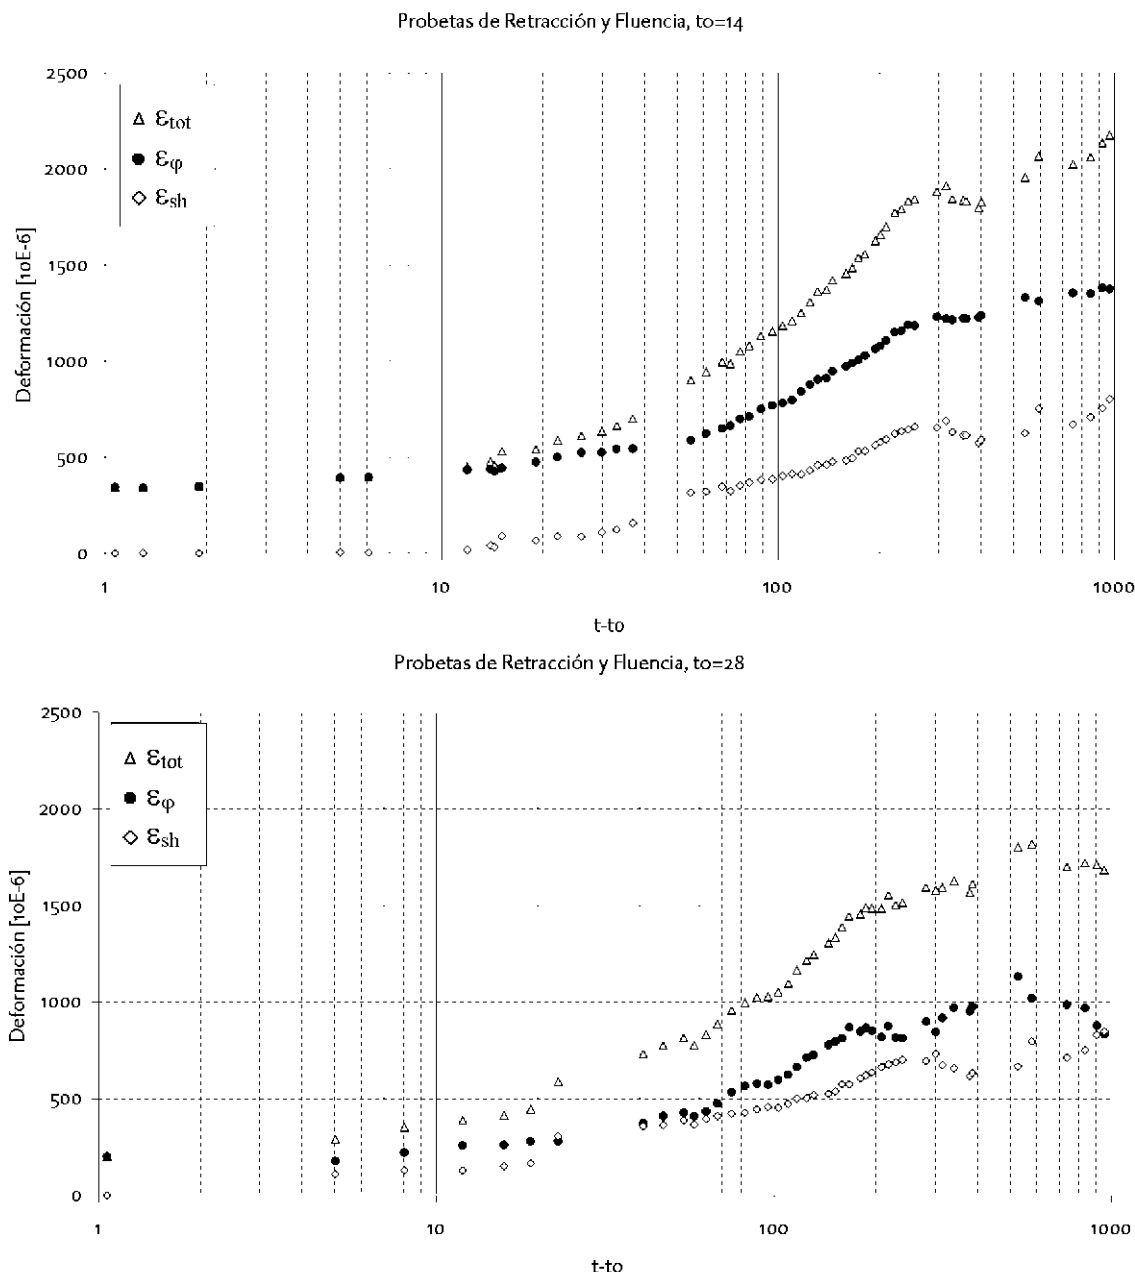 Probetas de Retracción y Fluencia, to=14
2500
2000
1500
1000
500
0
Deformación [10E-6]
εtot
εφ
εsh
1
10
100
1000
t-to
Probetas de Retracción y Fluencia, to=28
2500
2000
1500
1000
500
0
Deformación [10E-6]
εtot
εφ
εsh
1
10
100
1000
t-to